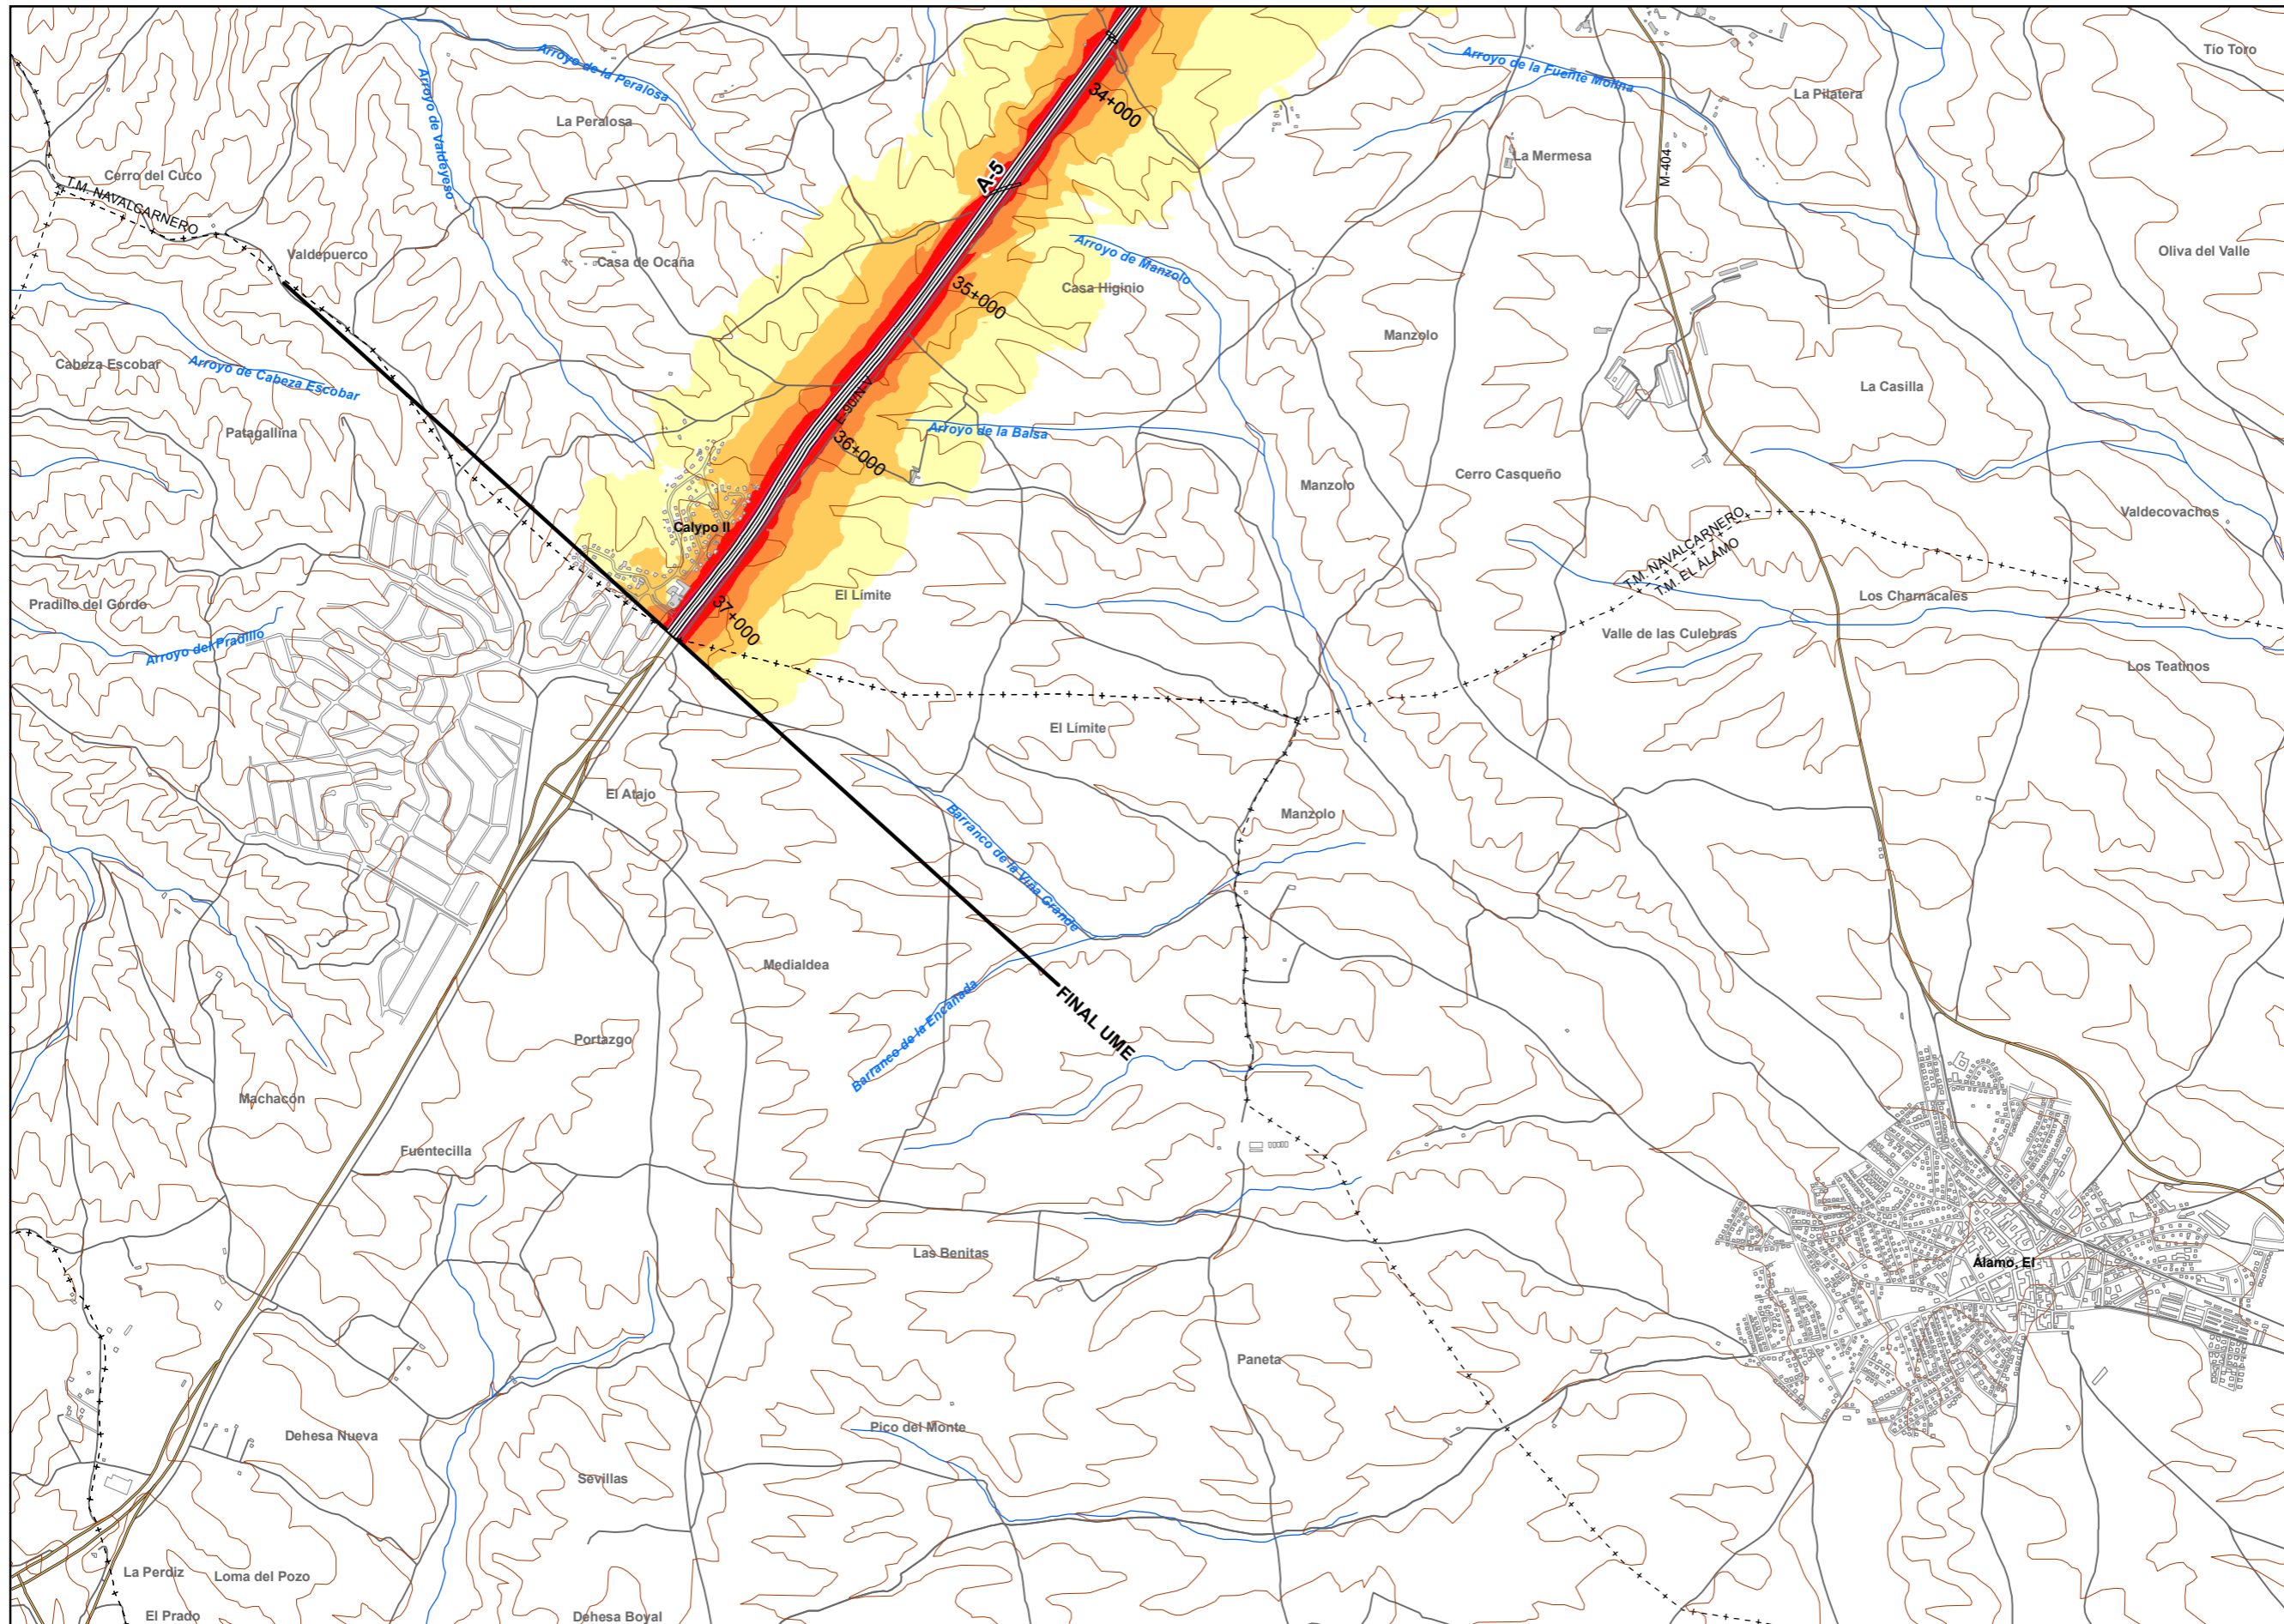 Tío Toro
Arroyo de la Peralosa
Arroyo de la Fuente Molina
Arroyo de Valdeyeso
34+000
La Pilatera
La Peralosa
La Mermesa
M-404
Cerro del Cuco
A-5
T.M. NAVALCARNERO
Valdepuerco
Casa de Ocaña
Arroyo de Manzolo
Oliva del Valle
35+000
Casa Higinio
Manzolo
Cabeza Escobar
Arroyo de Cabeza Escobar
La Casilla
Patagallina
Arroyo de la Balsa
36+000
Cerro Casqueño
Manzolo
Calypo II
Valdecovachos
T.M. NAVALCARNERO
T.M. EL ÁLAMO
Pradillo del Gordo
El Límite
Los Charnacales
37+000
Arroyo del Pradillo
Valle de las Culebras
Los Teatinos
El Límite
El Atajo
Manzolo
Barranco de la Viña Grande
Medialdea
Barranco de la Encañada
FINAL UME
Portazgo
Machacón
Fuentecilla
Las Benitas
Álamo, El
Paneta
Pico del Monte
Dehesa Nueva
Sevillas
La Perdiz
Loma del Pozo
El Prado
Dehesa Boyal